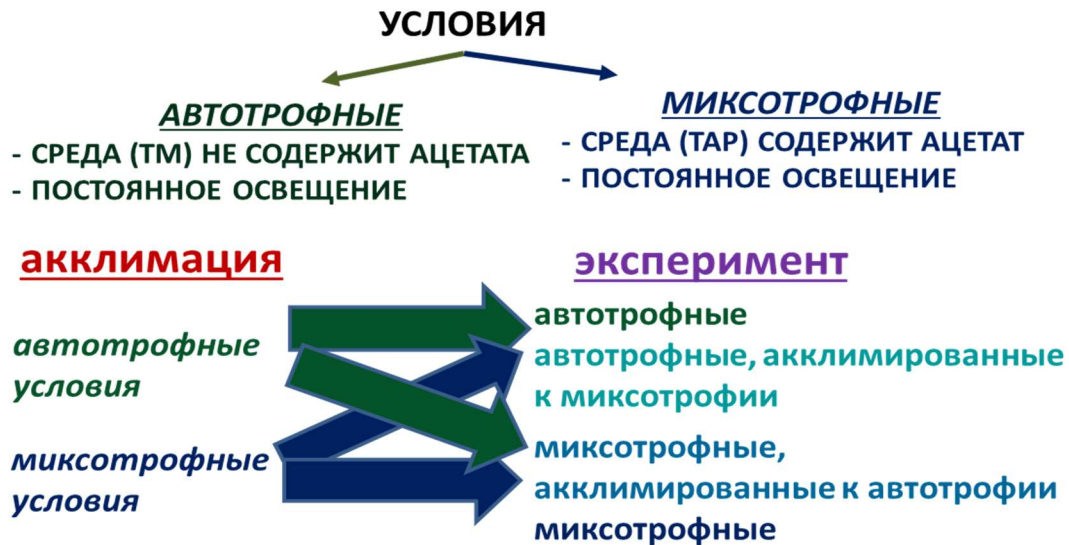 УСЛОВИЯ
АВТОТРОФНЫЕ
- СРЕДА (ТМ) НЕ СОДЕРЖИТ АЦЕТАТА
- ПОСТОЯННОЕ ОСВЕЩЕНИЕ
МИКСОТРОФНЫЕ
- СРЕДА (ТАР) СОДЕРЖИТ АЦЕТАТ
- ПОСТОЯННОЕ ОСВЕЩЕНИЕ
акклимация
автотрофные
условия
миксотрофные
условия
эксперимент
автотрофные
автотрофные, акклимированные
к миксотрофии
миксотрофные,
акклимированные к автотрофии
миксотрофные